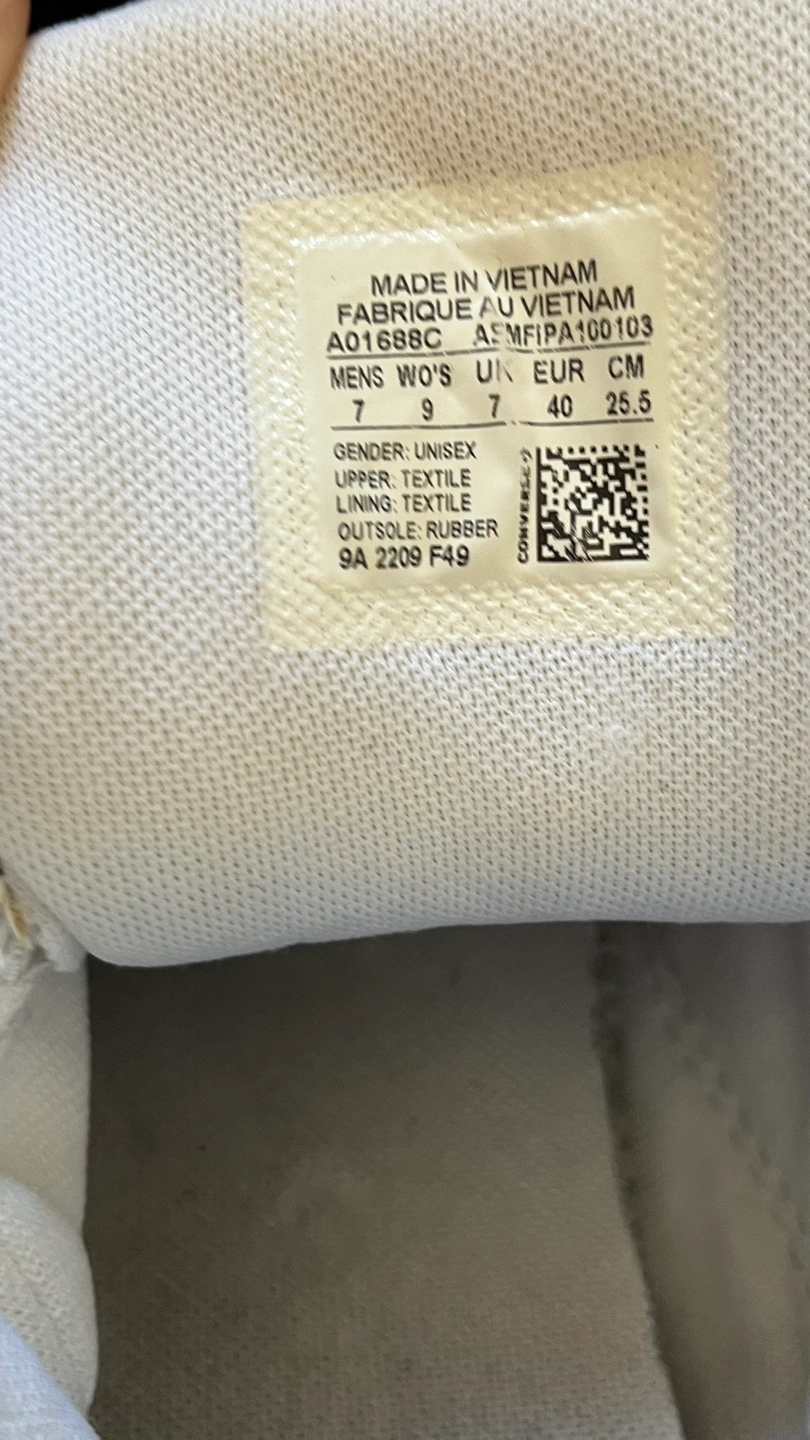 MADE IN VIETNAM
FABRIQUE AU VIETNAM
A01688C
MENS WO'S UK EUR CM
7 9 7 40 25.5
GENDER: UNISEX
UPPER: TEXTILE
LINING: TEXTILE
OUTSOLE: RUBBER
9A 2209 F49
CONVERSE